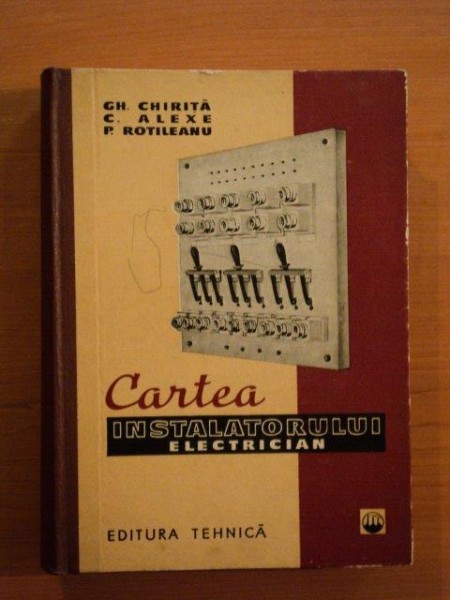 GH. CHIRIȚĂ
C. ALEXE
P. ROTILEANU
Cartea
INSTALATORULUI
ELECTRICIAN
EDITURA TEHNICĂ